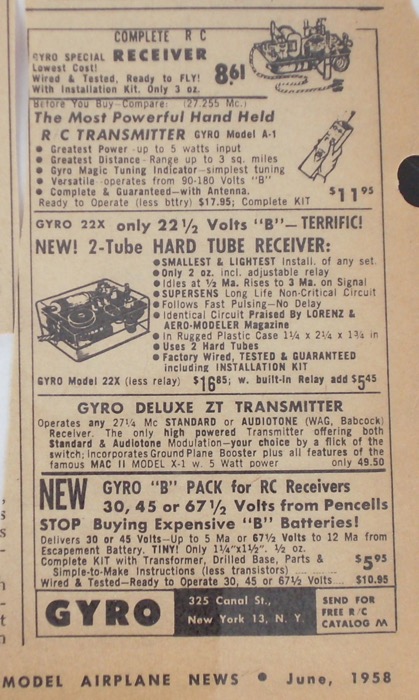 COMPLETE R C
GYRO SPECIAL RECEIVER
Lowest Cost!
Wired & Tested, Ready to FLY!
With Installation Kit, Only 3 oz.
8.61
Before You Buy-Compare: (27.255 Mc.)
The Most Powerful Hand Held
R C TRANSMITTER GYRO Model A-1
● Greatest Power-up to 5 watts input
● Greatest Distance-Range up to 3 sq. miles
● Gyro Magic Tuning Indicator-simplest tuning
● Versatile-operates from 90-180 Volts "B"
● Complete & Guaranteed-with Antenna.
Ready to Operate (less bttry) $17.95; Complete KIT $11.95
GYRO 22X only 22½ Volts "B"—TERRIFIC!
NEW! 2-Tube HARD TUBE RECEIVER:
●SMALLEST & LIGHTEST Install. of any set.
●Only 2 oz. incl. adjustable relay
●Idles at ½ Ma. Rises to 3 Ma. on Signal
●SUPERSENS Long Life Non-Critical Circuit
●Follows Fast Pulsing-No Delay
●Identical Circuit Praised By LORENZ &
AERO-MODELER Magazine
●In Rugged Plastic Case 1¼ x 2¼ x 1¾ in
●Uses 2 Hard Tubes
●Factory Wired, TESTED & GUARANTEED
including INSTALLATION KIT
GYRO Model 22X (less relay) $16.85; w. built-in Relay add $5.45
GYRO DELUXE ZT TRANSMITTER
Operates any 27¼ Mc STANDARD or AUDIOTONE (WAG, Babcock)
Receiver. The only high powered Transmitter offering both
Standard & Audiotone Modulation—your choice by a flick of the
switch; Incorporates Ground Plane Booster plus all features of the
famous MAC II MODEL X-1 w. 5 Watt power only 49.50
NEW GYRO "B" PACK for RC Receivers
30, 45 or 67½ Volts from Pencells
STOP Buying Expensive "B" Batteries!
Delivers 30 or 45 Volts-Up to 5 Ma or 67½ Volts to 12 Ma from
Escapement Battery. TINY! Only 1¼"x1½". ½ oz.
Complete KIT with Transformer, Drilled Base, Parts &
Simple-to-Make Instructions (less transistors) $5.95
Wired & Tested—Ready to Operate 30, 45 or 67½ Volts $10.95
GYRO
325 Canal St.,
New York 13, N. Y.
SEND FOR
FREE R/C
CATALOG M
MODEL AIRPLANE NEWS ● June, 1958